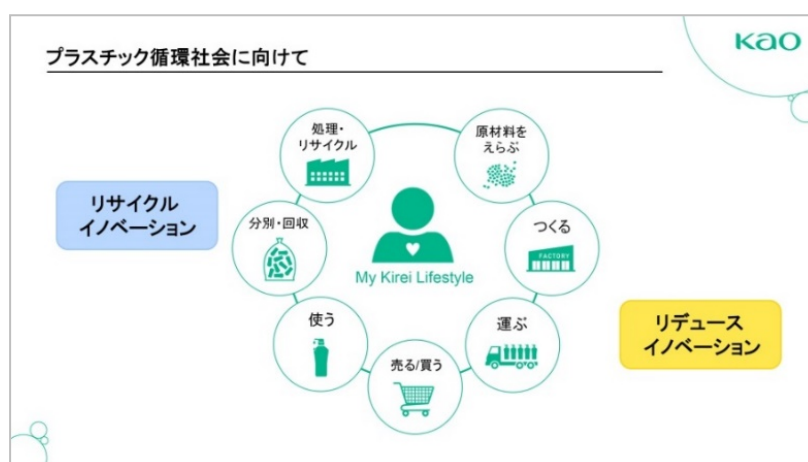 プラスチック循環社会に向けて
Kao
処理・
リサイクル
原材料を
えらぶ
リサイクル
イノベーション
分別・回収
つくる
FACTORY
My Kirei Lifestyle
使う
運ぶ
リデュース
イノベーション
売る/買う